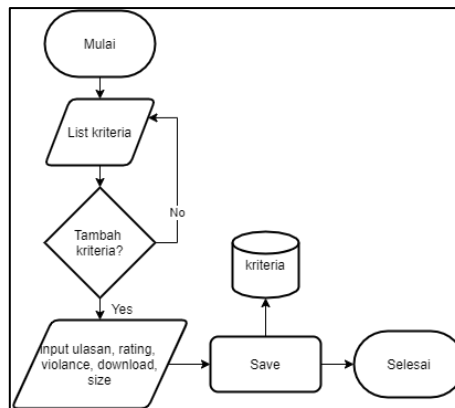 Mulai
List kriteria
No
Tambah
kriteria?
kriteria
Yes
Input ulasan, rating,
violance, download,
size
Save
Selesai